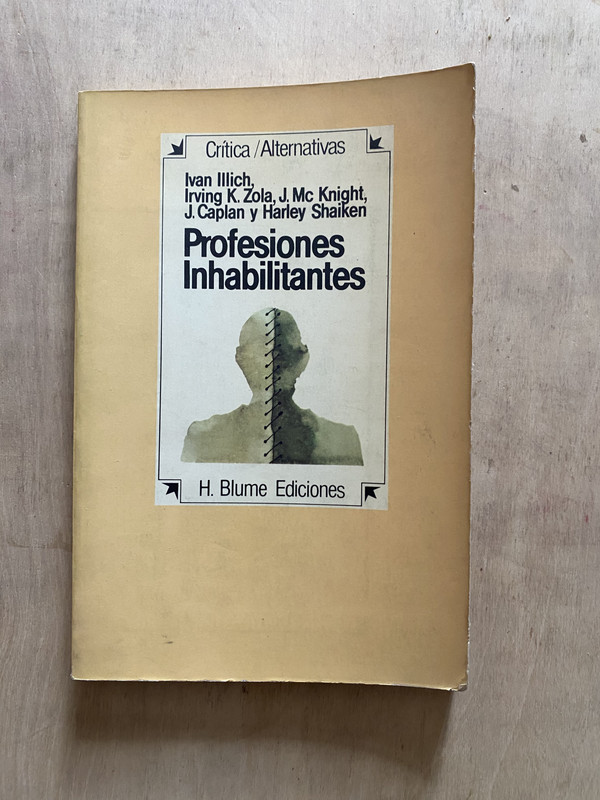 Crítica/Alternativas
Ivan Illich,
Irving K. Zola, J. Mc Knight,
J. Caplan y Harley Shaiken
Profesiones
Inhabilitantes
H. Blume Ediciones